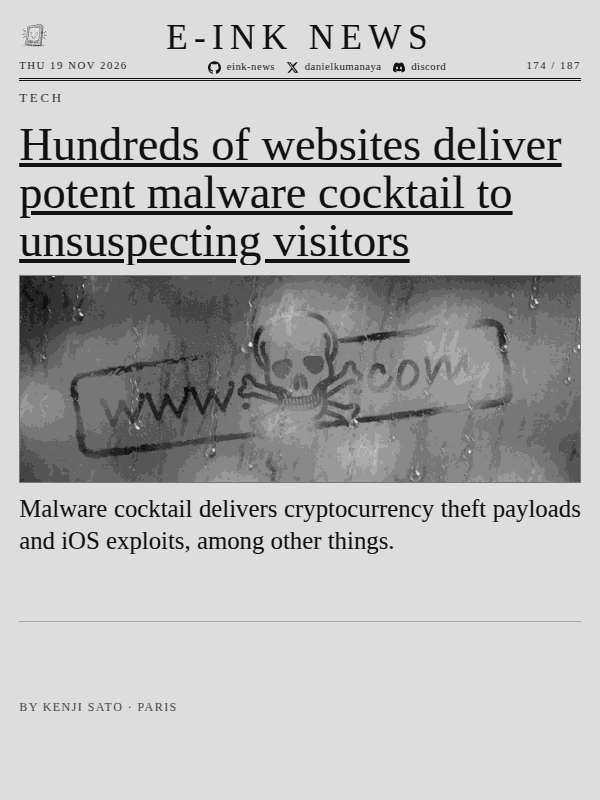 E-INK NEWS
THU 19 NOV 2026
eink-news
danielkumanaya
discord
174 / 187
TECH
Hundreds of websites deliver
potent malware cocktail to
unsuspecting visitors
www.
com
Malware cocktail delivers cryptocurrency theft payloads
and iOS exploits, among other things.
BY KENJI SATO · PARIS